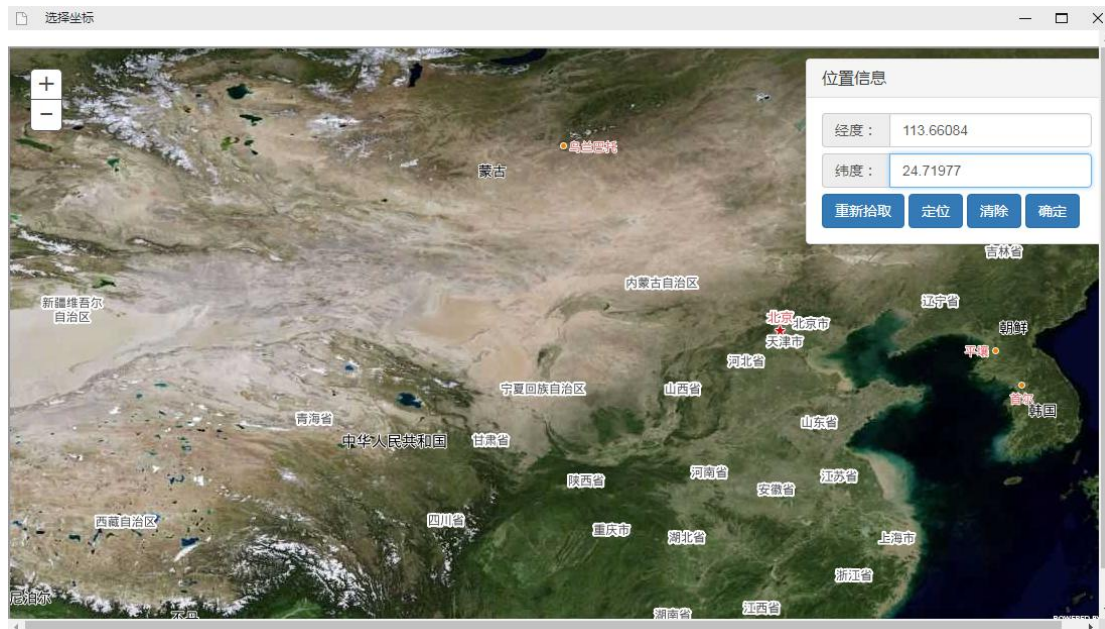 选择坐标
位置信息
经度：
113.66084
纬度：
24.71977
重新拾取
定位
清除
确定
+
−
乌兰巴托
蒙古
吉林省
内蒙古自治区
新疆维吾尔
自治区
辽宁省
北京
北京市
朝鲜
天津市
平壤
河北省
宁夏回族自治区
山西省
首尔
韩国
青海省
山东省
中华人民共和国
甘肃省
河南省
陕西省
江苏省
安徽省
西藏自治区
四川省
重庆市
湖北省
上海市
浙江省
尼泊尔
江西省
湖南省
不丹
POWERED BY